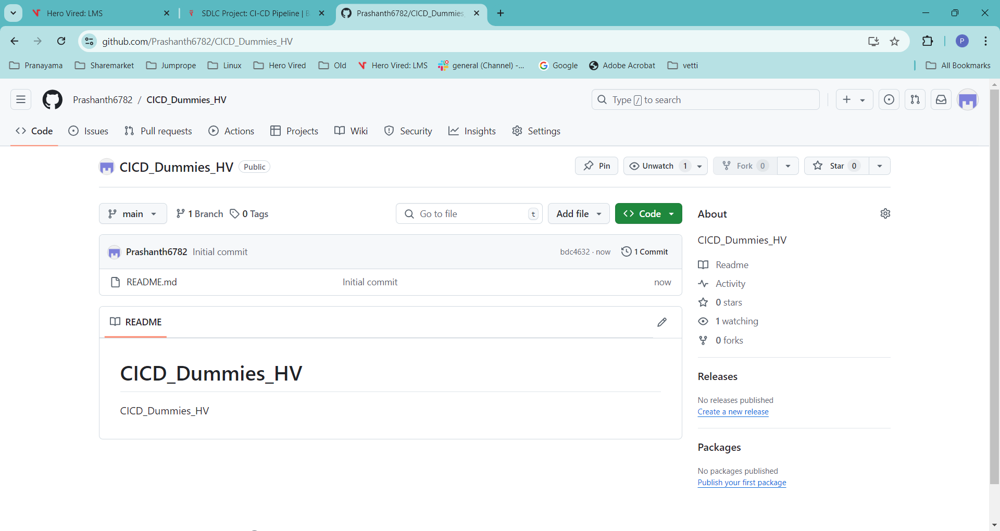 Hero Vired: LMS
SDLC Project: CI-CD Pipeline | B
Prashanth6782/CICD_Dummies_
github.com/Prashanth6782/CICD_Dummies_HV
P
Pranayama Sharemarket Jumprope Linux Hero Vired Old Hero Vired: LMS general (Channel) -... Google Adobe Acrobat vetti All Bookmarks
Prashanth6782 / CICD_Dummies_HV
Type / to search
Code Issues Pull requests Actions Projects Wiki Security Insights Settings
CICD_Dummies_HV Public
Pin Unwatch 1 Fork 0 Star 0
main 1 Branch 0 Tags
Go to file t Add file Code
Prashanth6782 Initial commit bdc4632 · now 1 Commit
README.md Initial commit now
README
CICD_Dummies_HV
CICD_Dummies_HV
About
CICD_Dummies_HV
Readme
Activity
0 stars
1 watching
0 forks
Releases
No releases published
Create a new release
Packages
No packages published
Publish your first package